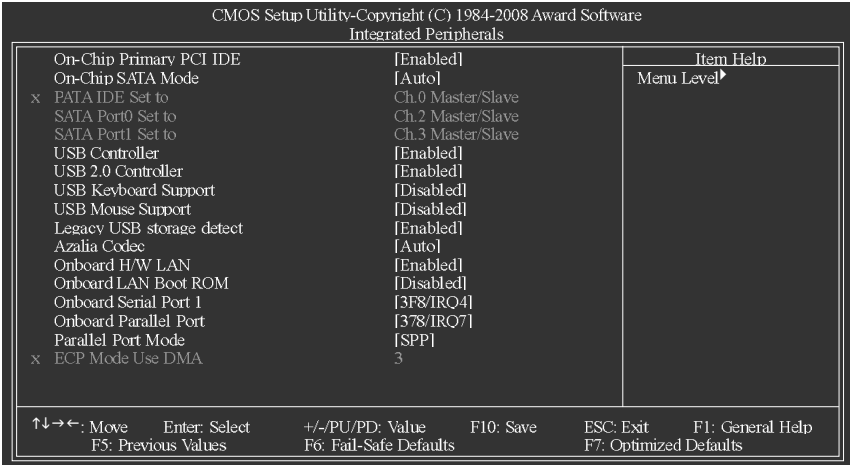 CMOS Setup Utility-Copyright (C) 1984-2008 Award Software
Integrated Peripherals
On-Chip Primary PCI IDE [Enabled] Item Help
On-Chip SATA Mode [Auto] Menu Level▶
x PATA IDE Set to Ch.0 Master/Slave
SATA Port0 Set to Ch.2 Master/Slave
SATA Port1 Set to Ch.3 Master/Slave
USB Controller [Enabled]
USB 2.0 Controller [Enabled]
USB Keyboard Support [Disabled]
USB Mouse Support [Disabled]
Legacy USB storage detect [Enabled]
Azalia Codec [Auto]
Onboard H/W LAN [Enabled]
Onboard LAN Boot ROM [Disabled]
Onboard Serial Port 1 [3F8/IRQ4]
Onboard Parallel Port [378/IRQ7]
Parallel Port Mode [SPP]
x ECP Mode Use DMA 3
↑↓→←: Move Enter: Select +/-/PU/PD: Value F10: Save ESC: Exit F1: General Help
F5: Previous Values F6: Fail-Safe Defaults F7: Optimized Defaults